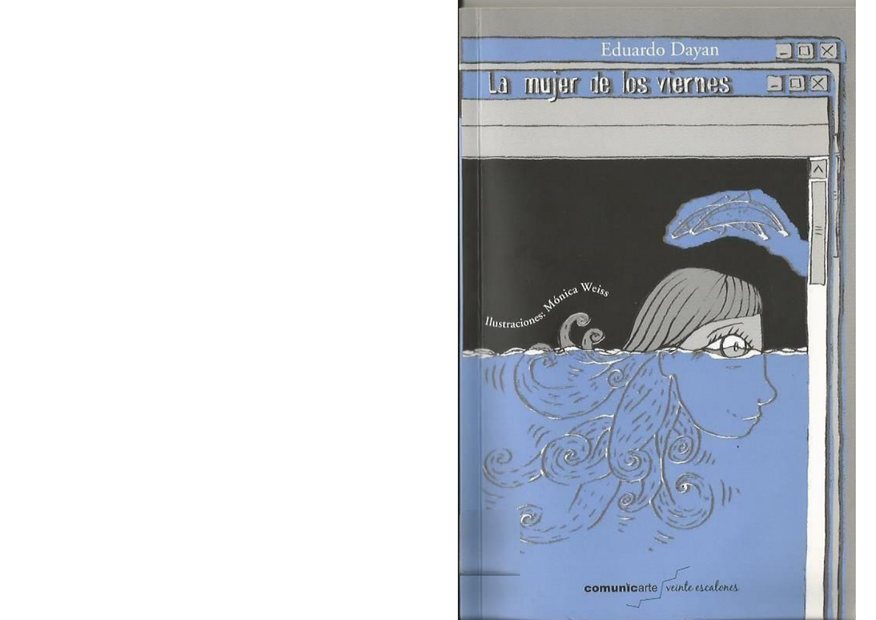 Eduardo Dayan
La mujer de los viernes
Ilustraciones: Mónica Weiss
comunicarte veinte escalones